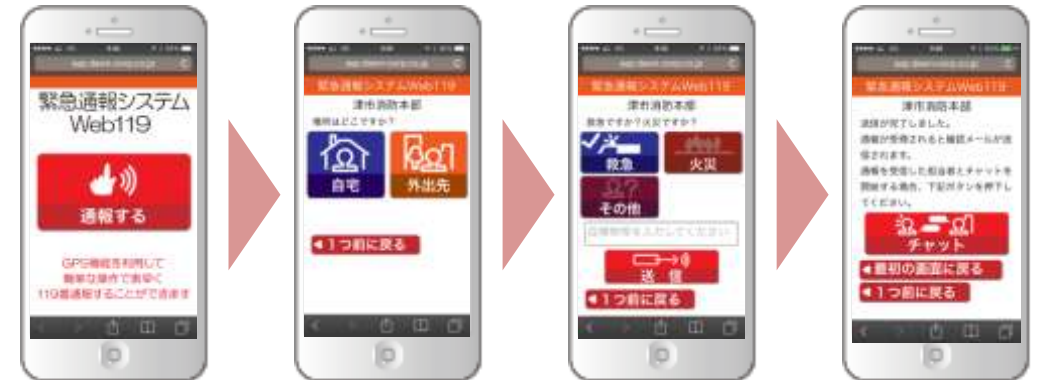 緊急通報システム
Web119
通報する
GPS機能を利用して
簡単な操作で素早く
119番通報することができます
緊急通報システムWeb119
津市消防本部
場所はどこですか？
自宅
外出先
1つ前に戻る
緊急通報システムWeb119
津市消防本部
救急ですか？火災ですか？
救急
火災
その他
送 信
1つ前に戻る
緊急通報システムWeb119
津市消防本部
送信が完了しました。
通報が受信されると確認メールが送
信されます。
通報を受信した担当者とチャットを
開始する場合、下記ボタンを押下し
てください。
チャット
最初の画面に戻る
1つ前に戻る